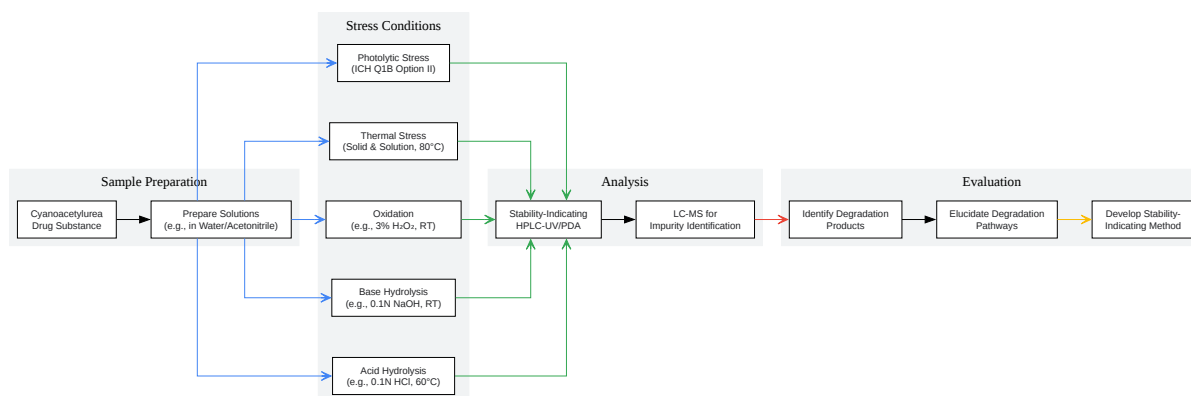 Stress Conditions
Photolytic Stress
(ICH Q1B Option II)
Thermal Stress
(Solid & Solution, 80°C)
Sample Preparation
Cyanoacetylurea
Drug Substance
Prepare Solutions
(e.g., in Water/Acetonitrile)
Oxidation
(e.g., 3% H₂O₂, RT)
Base Hydrolysis
(e.g., 0.1N NaOH, RT)
Acid Hydrolysis
(e.g., 0.1N HCl, 60°C)
Analysis
Stability-Indicating
HPLC-UV/PDA
LC-MS for
Impurity Identification
Evaluation
Identify Degradation
Products
Elucidate Degradation
Pathways
Develop Stability-
Indicating Method